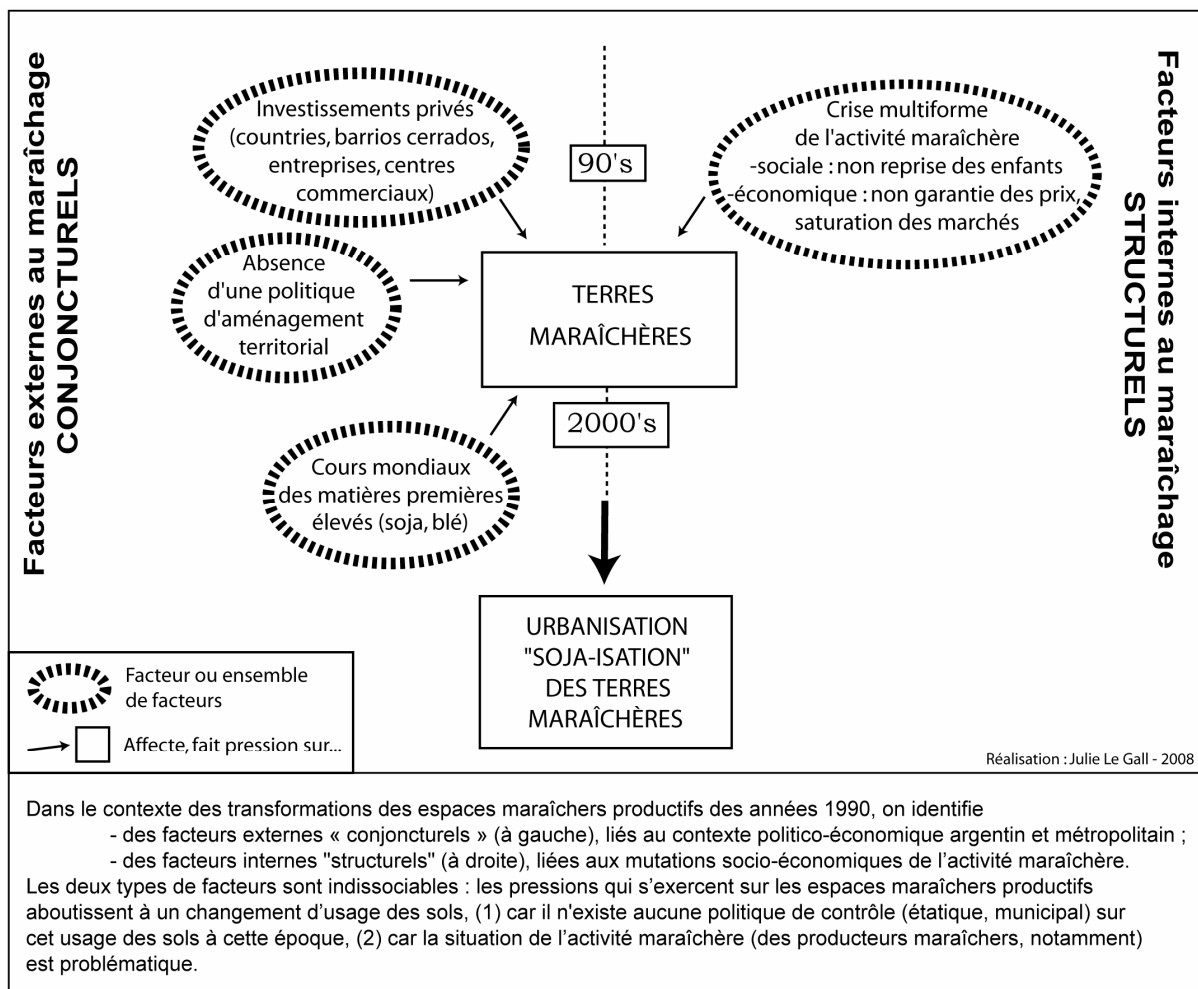 Facteurs externes au maraîchage
CONJONCTURELS
Investissements privés
(countries, barrios cerrados,
entreprises, centres
commerciaux)
90's
Crise multiforme
de l'activité maraîchère
-sociale : non reprise des enfants
-économique : non garantie des prix,
saturation des marchés
Facteurs internes au maraîchage
STRUCTURELS
Absence
d'une politique
d'aménagement
territorial
TERRES
MARAÎCHÈRES
2000's
Cours mondiaux
des matières premières
élevés (soja, blé)
URBANISATION
"SOJA-ISATION"
DES TERRES
MARAÎCHÈRES
Facteur ou ensemble
de facteurs
Affecte, fait pression sur...
Réalisation : Julie Le Gall - 2008
Dans le contexte des transformations des espaces maraîchers productifs des années 1990, on identifie
- des facteurs externes « conjoncturels » (à gauche), liés au contexte politico-économique argentin et métropolitain ;
- des facteurs internes "structurels" (à droite), liées aux mutations socio-économiques de l'activité maraîchère.
Les deux types de facteurs sont indissociables : les pressions qui s'exercent sur les espaces maraîchers productifs
aboutissent à un changement d'usage des sols, (1) car il n'existe aucune politique de contrôle (étatique, municipal) sur
cet usage des sols à cette époque, (2) car la situation de l'activité maraîchère (des producteurs maraîchers, notamment)
est problématique.